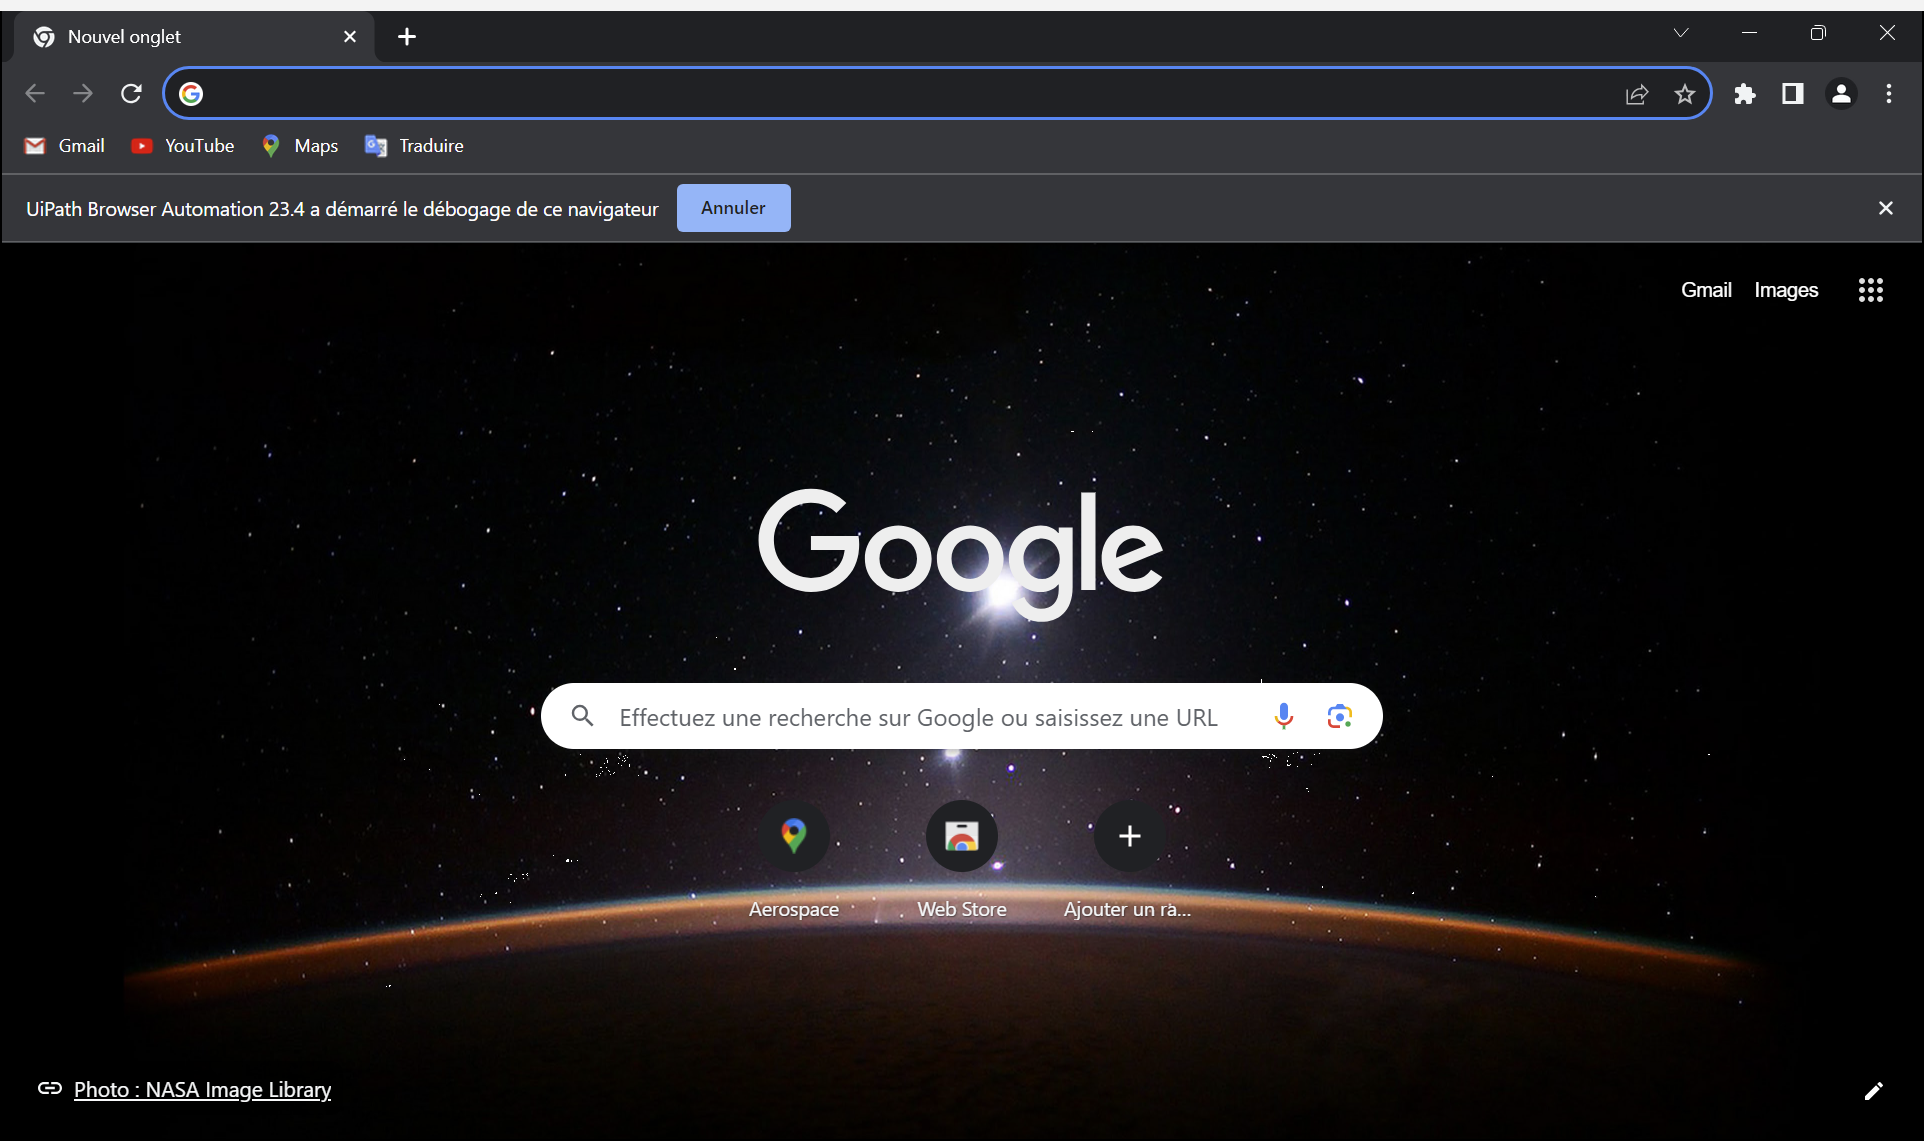 Nouvel onglet
Gmail YouTube Maps Traduire
UiPath Browser Automation 23.4 a démarré le débogage de ce navigateur Annuler
Gmail Images
Google
Effectuez une recherche sur Google ou saisissez une URL
Aerospace Web Store Ajouter un ra...
Photo : NASA Image Library